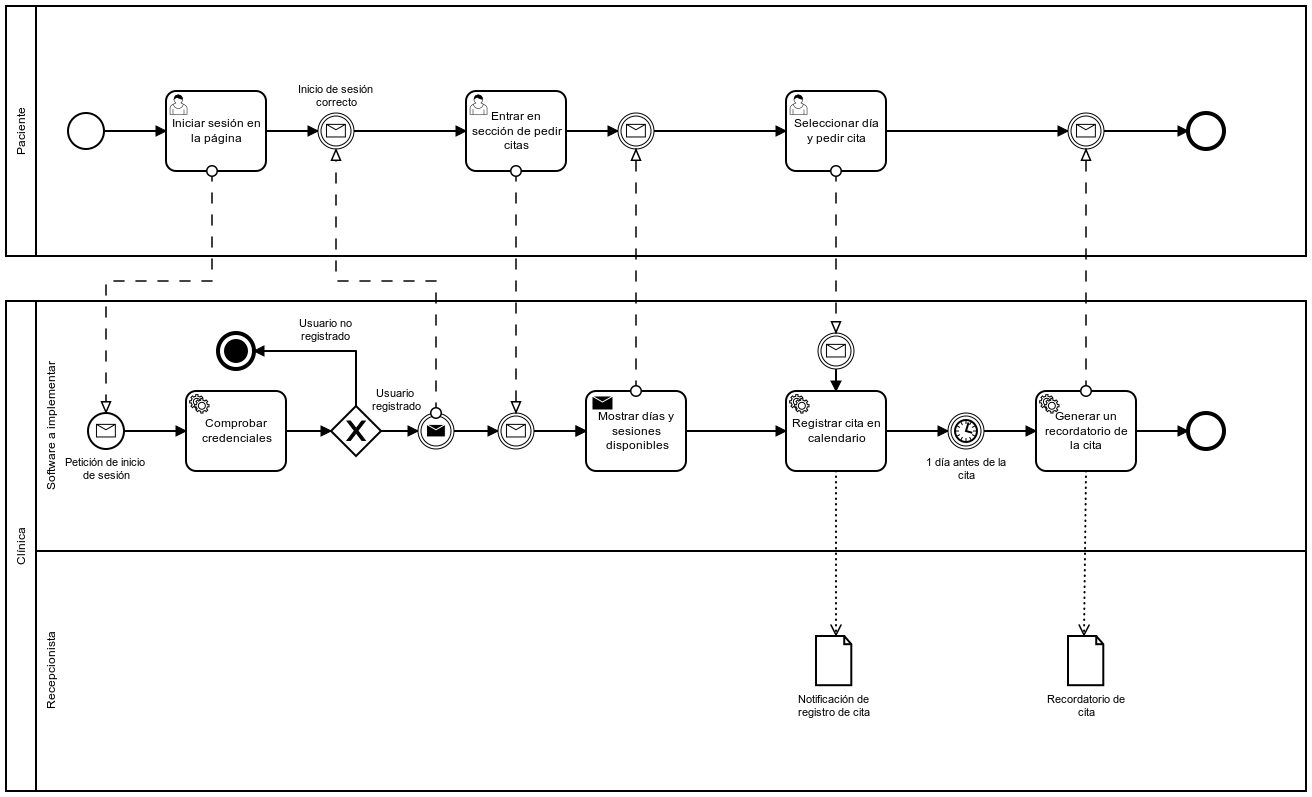 Paciente
Inicio de sesión
correcto
Iniciar sesión en
la página
Entrar en
sección de pedir
citas
Seleccionar día
y pedir cita
Clínica
Software a implementar
Usuario no
registrado
Usuario
registrado
Petición de inicio
de sesión
Comprobar
credenciales
Mostrar días y
sesiones
disponibles
Registrar cita en
calendario
1 día antes de la
cita
Generar un
recordatorio de
la cita
Recepcionista
Notificación de
registro de cita
Recordatorio de
cita